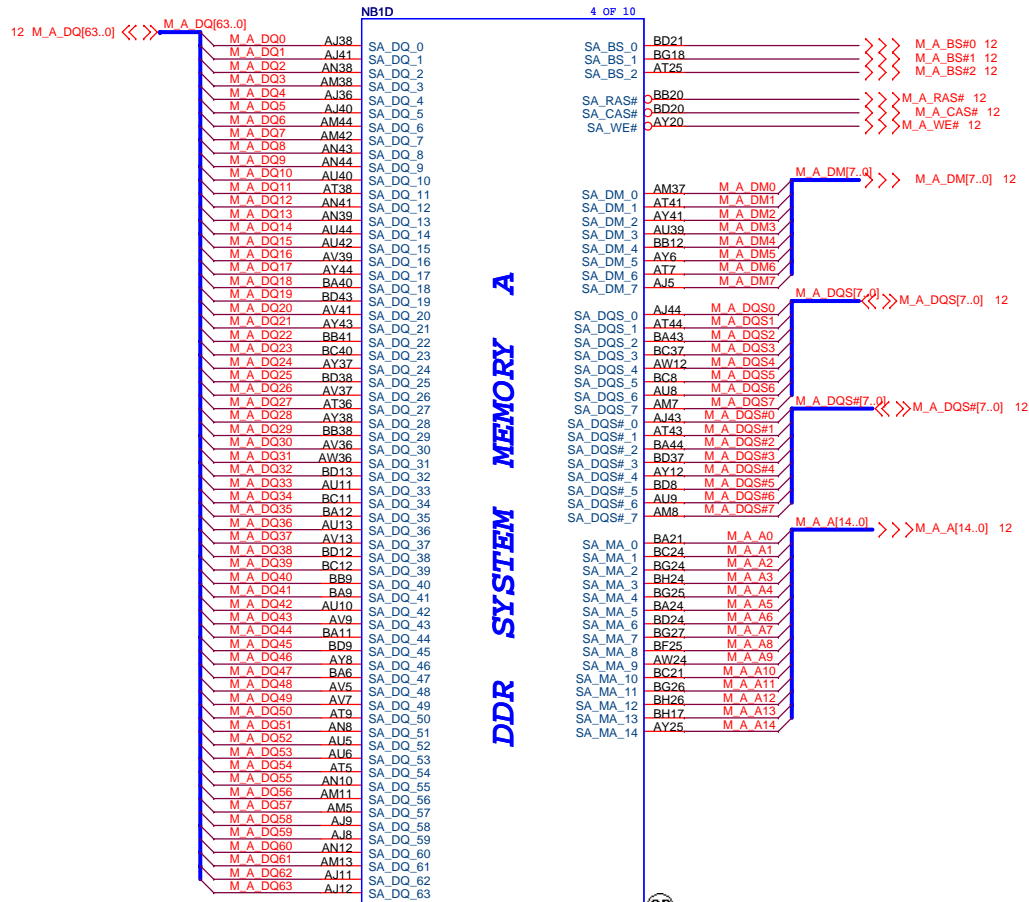 NB1D
4 OF 10
12 M_A_DQ[63..0]
M_A_DQ[63..0]
M_A_DQ0 AJ38 SA_DQ_0
M_A_DQ1 AJ41 SA_DQ_1
M_A_DQ2 AN38 SA_DQ_2
M_A_DQ3 AM38 SA_DQ_3
M_A_DQ4 AJ36 SA_DQ_4
M_A_DQ5 AJ40 SA_DQ_5
M_A_DQ6 AM44 SA_DQ_6
M_A_DQ7 AM42 SA_DQ_7
M_A_DQ8 AN43 SA_DQ_8
M_A_DQ9 AN44 SA_DQ_9
M_A_DQ10 AU40 SA_DQ_10
M_A_DQ11 AT38 SA_DQ_11
M_A_DQ12 AN41 SA_DQ_12
M_A_DQ13 AN39 SA_DQ_13
M_A_DQ14 AU44 SA_DQ_14
M_A_DQ15 AU42 SA_DQ_15
M_A_DQ16 AV39 SA_DQ_16
M_A_DQ17 AY44 SA_DQ_17
M_A_DQ18 BA40 SA_DQ_18
M_A_DQ19 BD43 SA_DQ_19
M_A_DQ20 AV41 SA_DQ_20
M_A_DQ21 AY43 SA_DQ_21
M_A_DQ22 BB41 SA_DQ_22
M_A_DQ23 BC40 SA_DQ_23
M_A_DQ24 AY37 SA_DQ_24
M_A_DQ25 BD38 SA_DQ_25
M_A_DQ26 AV37 SA_DQ_26
M_A_DQ27 AT36 SA_DQ_27
M_A_DQ28 AY38 SA_DQ_28
M_A_DQ29 BB38 SA_DQ_29
M_A_DQ30 AV36 SA_DQ_30
M_A_DQ31 AW36 SA_DQ_31
M_A_DQ32 BD13 SA_DQ_32
M_A_DQ33 AU11 SA_DQ_33
M_A_DQ34 BC11 SA_DQ_34
M_A_DQ35 BA12 SA_DQ_35
M_A_DQ36 AU13 SA_DQ_36
M_A_DQ37 AV13 SA_DQ_37
M_A_DQ38 BD12 SA_DQ_38
M_A_DQ39 BC12 SA_DQ_39
M_A_DQ40 BB9 SA_DQ_40
M_A_DQ41 BA9 SA_DQ_41
M_A_DQ42 AU10 SA_DQ_42
M_A_DQ43 AV9 SA_DQ_43
M_A_DQ44 BA11 SA_DQ_44
M_A_DQ45 BD9 SA_DQ_45
M_A_DQ46 AY8 SA_DQ_46
M_A_DQ47 BA6 SA_DQ_47
M_A_DQ48 AV5 SA_DQ_48
M_A_DQ49 AV7 SA_DQ_49
M_A_DQ50 AT9 SA_DQ_50
M_A_DQ51 AN8 SA_DQ_51
M_A_DQ52 AU5 SA_DQ_52
M_A_DQ53 AU6 SA_DQ_53
M_A_DQ54 AT5 SA_DQ_54
M_A_DQ55 AN10 SA_DQ_55
M_A_DQ56 AM11 SA_DQ_56
M_A_DQ57 AM5 SA_DQ_57
M_A_DQ58 AJ9 SA_DQ_58
M_A_DQ59 AJ8 SA_DQ_59
M_A_DQ60 AN12 SA_DQ_60
M_A_DQ61 AM13 SA_DQ_61
M_A_DQ62 AJ11 SA_DQ_62
M_A_DQ63 AJ12 SA_DQ_63
DDR SYSTEM MEMORY A
SA_BS_0 BD21 M_A_BS#0 12
SA_BS_1 BG18 M_A_BS#1 12
SA_BS_2 AT25 M_A_BS#2 12
SA_RAS# BB20 M_A_RAS# 12
SA_CAS# BD20 M_A_CAS# 12
SA_WE# AY20 M_A_WE# 12
M_A_DM[7..0] M_A_DM[7..0] 12
SA_DM_0 AM37 M_A_DM0
SA_DM_1 AT41 M_A_DM1
SA_DM_2 AY41 M_A_DM2
SA_DM_3 AU39 M_A_DM3
SA_DM_4 BB12 M_A_DM4
SA_DM_5 AY6 M_A_DM5
SA_DM_6 AT7 M_A_DM6
SA_DM_7 AJ5 M_A_DM7
M_A_DQS[7..0] M_A_DQS[7..0] 12
SA_DQS_0 AJ44 M_A_DQS0
SA_DQS_1 AT44 M_A_DQS1
SA_DQS_2 BA43 M_A_DQS2
SA_DQS_3 BC37 M_A_DQS3
SA_DQS_4 AW12 M_A_DQS4
SA_DQS_5 BC8 M_A_DQS5
SA_DQS_6 AU8 M_A_DQS6
SA_DQS_7 AM7 M_A_DQS7
M_A_DQS#[7..0] M_A_DQS#[7..0] 12
SA_DQS#_0 AJ43 M_A_DQS#0
SA_DQS#_1 AT43 M_A_DQS#1
SA_DQS#_2 BA44 M_A_DQS#2
SA_DQS#_3 BD37 M_A_DQS#3
SA_DQS#_4 AY12 M_A_DQS#4
SA_DQS#_5 BD8 M_A_DQS#5
SA_DQS#_6 AU9 M_A_DQS#6
SA_DQS#_7 AM8 M_A_DQS#7
M_A_A[14..0] M_A_A[14..0] 12
SA_MA_0 BA21 M_A_A0
SA_MA_1 BC24 M_A_A1
SA_MA_2 BG24 M_A_A2
SA_MA_3 BH24 M_A_A3
SA_MA_4 BG25 M_A_A4
SA_MA_5 BA24 M_A_A5
SA_MA_6 BD24 M_A_A6
SA_MA_7 BG27 M_A_A7
SA_MA_8 BF25 M_A_A8
SA_MA_9 AW24 M_A_A9
SA_MA_10 BC21 M_A_A10
SA_MA_11 BG26 M_A_A11
SA_MA_12 BH26 M_A_A12
SA_MA_13 BH17 M_A_A13
SA_MA_14 AY25 M_A_A14